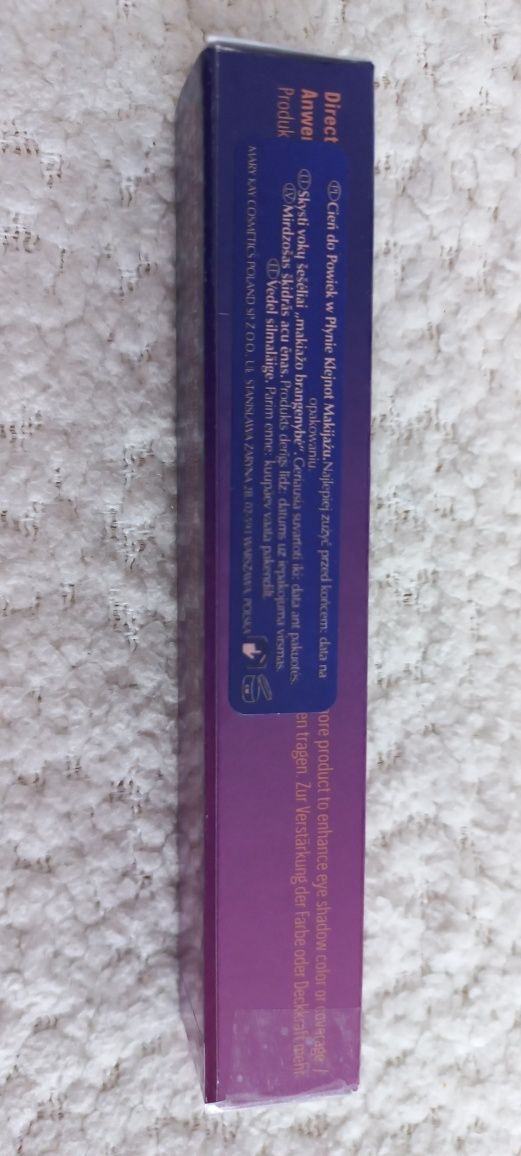 Direct
Anwei
Produk
PL Cień do Powiek w Płynie Klejnot Makijażu. Najlepiej zużyć przed końcem: data na
opakowaniu.
LT Skysti vokų šešėliai „makiažo brangenybė“. Geriausia suvartoti iki: data ant pakuotės.
LV Mirdzošas šķidrās acu ēnas. Produkts derīgs līdz: datums uz iepakojuma virsmas.
EE Vedel silmaläige. Parim enne: kuupäev vaata pakendilt.
MARY KAY COSMETICS POLAND SP. Z O.O., UL. STANISŁAWA ZARYNA 2B, 02-593 WARSZAWA, POLSKA
more product to enhance eye shadow color or coverage. /
en tragen. Zur Verstärkung der Farbe oder Deckkraft mehr